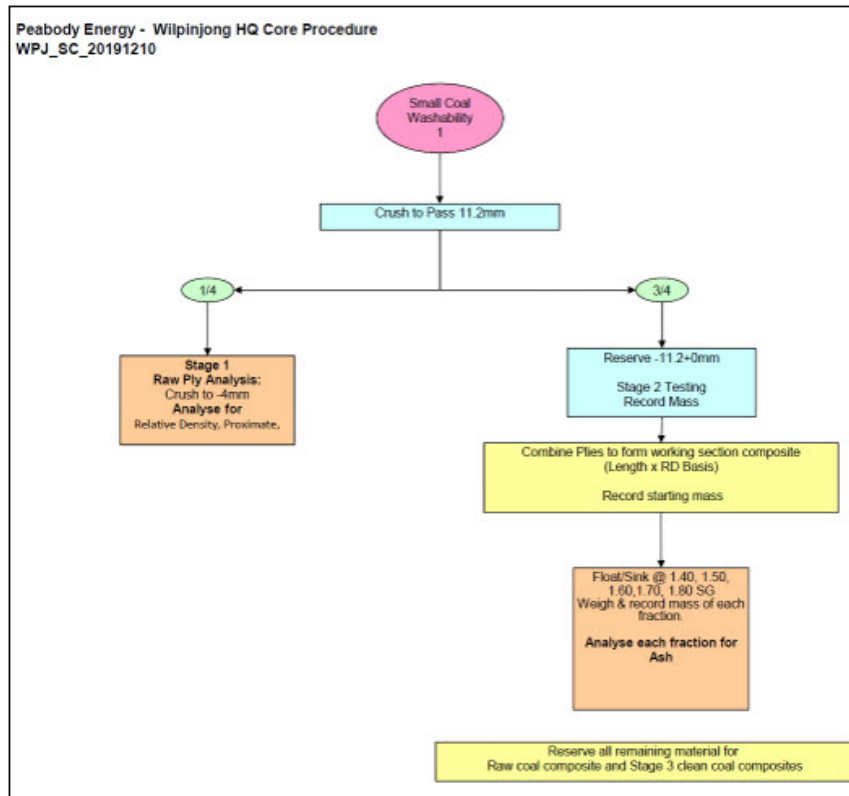 Peabody Energy - Wilpinjong HQ Core Procedure
WPJ_SC_20191210
Small Coal
Washability
1
Crush to Pass 11.2mm
1/4
3/4
Stage 1
Raw Ply Analysis:
Crush to -4mm
Analyse for
Relative Density, Proximate,
Reserve -11.2+0mm
Stage 2 Testing
Record Mass
Combine Plies to form working section composite
(Length x RD Basis)
Record starting mass
Float/Sink @ 1.40, 1.50,
1.60,1.70, 1.80 SG
Weigh & record mass of each
fraction.
Analyse each fraction for
Ash
Reserve all remaining material for
Raw coal composite and Stage 3 clean coal composites